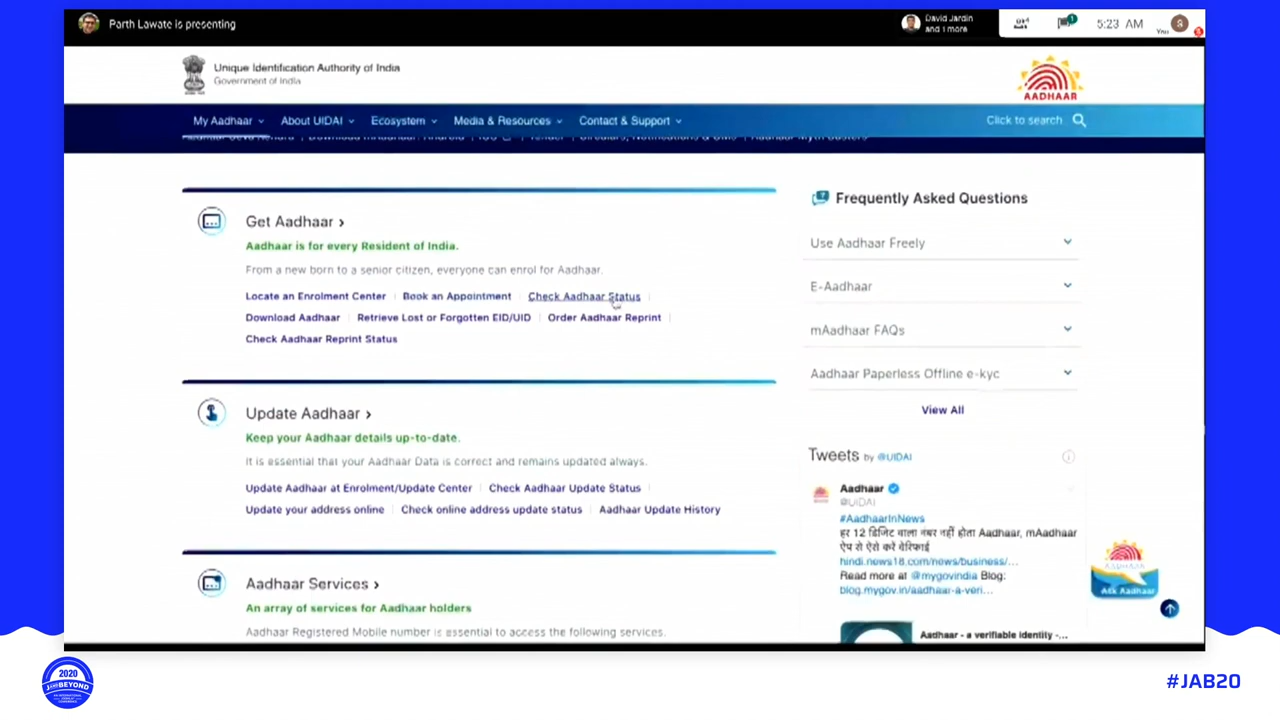 Parth Lawate is presenting
David Jardin
and 1 more
1
5:23 AM
You
S
Unique Identification Authority of India
Government of India
AADHAAR
My Aadhaar
About UIDAI
Ecosystem
Media & Resources
Contact & Support
Click to search
Get Aadhaar
Aadhaar is for every Resident of India.
From a new born to a senior citizen, everyone can enrol for Aadhaar.
Locate an Enrolment Center | Book an Appointment | Check Aadhaar Status |
Download Aadhaar | Retrieve Lost or Forgotten EID/UID | Order Aadhaar Reprint |
Check Aadhaar Reprint Status
Update Aadhaar
Keep your Aadhaar details up-to-date.
It is essential that your Aadhaar Data is correct and remains updated always.
Update Aadhaar at Enrolment/Update Center | Check Aadhaar Update Status |
Update your address online | Check online address update status | Aadhaar Update History
Aadhaar Services
An array of services for Aadhaar holders
Aadhaar Registered Mobile number is essential to access the following services.
Frequently Asked Questions
Use Aadhaar Freely
E-Aadhaar
mAadhaar FAQs
Aadhaar Paperless Offline e-kyc
View All
Tweets by @UIDAI
Aadhaar
@UIDAI
#AadhaarInNews
हर 12 डिजिट वाला नंबर नहीं होता Aadhaar, mAadhaar
ऐप से ऐसे करें वेरिफाई
hindi.news18.com/news/business/...
Read more at @mygovindia Blog:
blog.mygov.in/aadhaar-a-veri...
Aadhaar - a verifiable identity -...
AADHAAR
Ask Aadhaar
2020
BEYOND
#JAB20